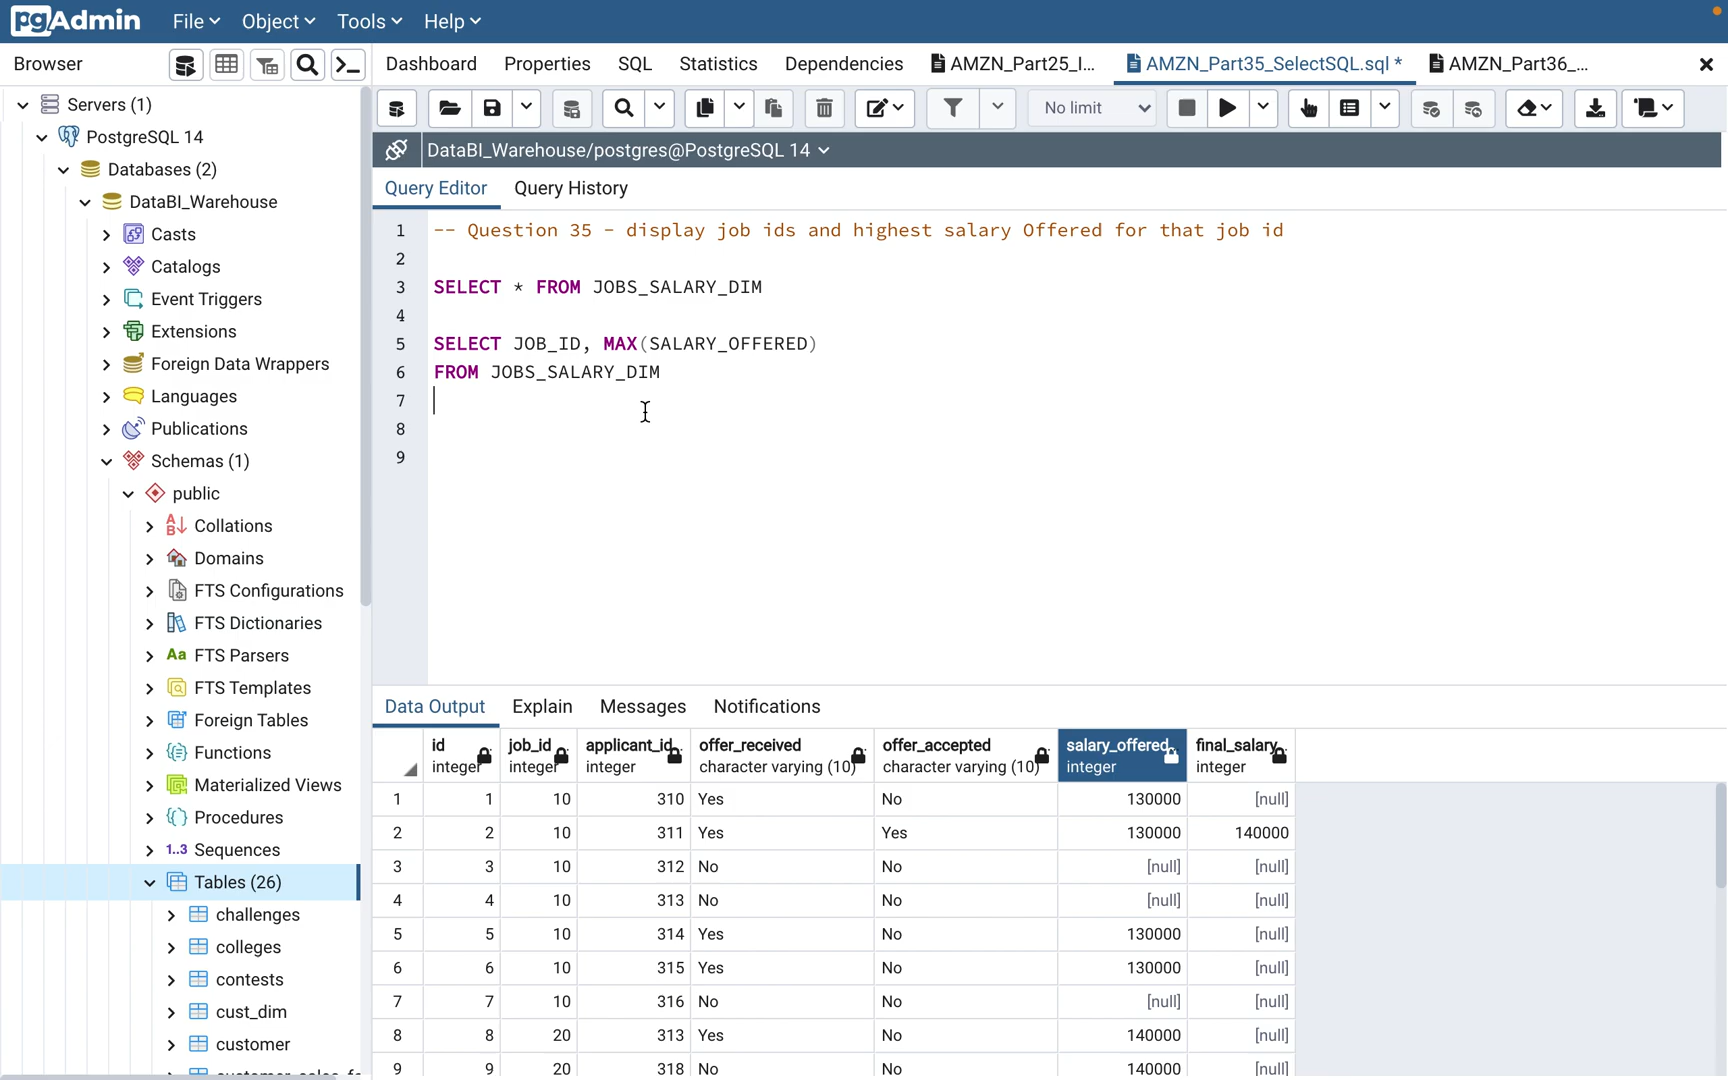 pgAdmin File Object Tools Help
Browser
Dashboard Properties SQL Statistics Dependencies AMZN_Part25_I... AMZN_Part35_SelectSQL.sql * AMZN_Part36_...
No limit
DataBI_Warehouse/postgres@PostgreSQL 14
Query Editor Query History
Servers (1)
PostgreSQL 14
Databases (2)
DataBI_Warehouse
Casts
Catalogs
Event Triggers
Extensions
Foreign Data Wrappers
Languages
Publications
Schemas (1)
public
Collations
Domains
FTS Configurations
FTS Dictionaries
Aa FTS Parsers
FTS Templates
Foreign Tables
Functions
Materialized Views
Procedures
1..3 Sequences
Tables (26)
challenges
colleges
contests
cust_dim
customer
1 -- Question 35 - display job ids and highest salary Offered for that job id
2
3 SELECT * FROM JOBS_SALARY_DIM
4
5 SELECT JOB_ID, MAX(SALARY_OFFERED)
6 FROM JOBS_SALARY_DIM
7
8
9
Data Output Explain Messages Notifications
id job_id applicant_id offer_received offer_accepted salary_offered final_salary
integer integer integer character varying (10) character varying (10) integer integer
1 1 10 310 Yes No 130000 [null]
2 2 10 311 Yes Yes 130000 140000
3 3 10 312 No No [null] [null]
4 4 10 313 No No [null] [null]
5 5 10 314 Yes No 130000 [null]
6 6 10 315 Yes No 130000 [null]
7 7 10 316 No No [null] [null]
8 8 20 313 Yes No 140000 [null]
9 9 20 318 No No 140000 [null]